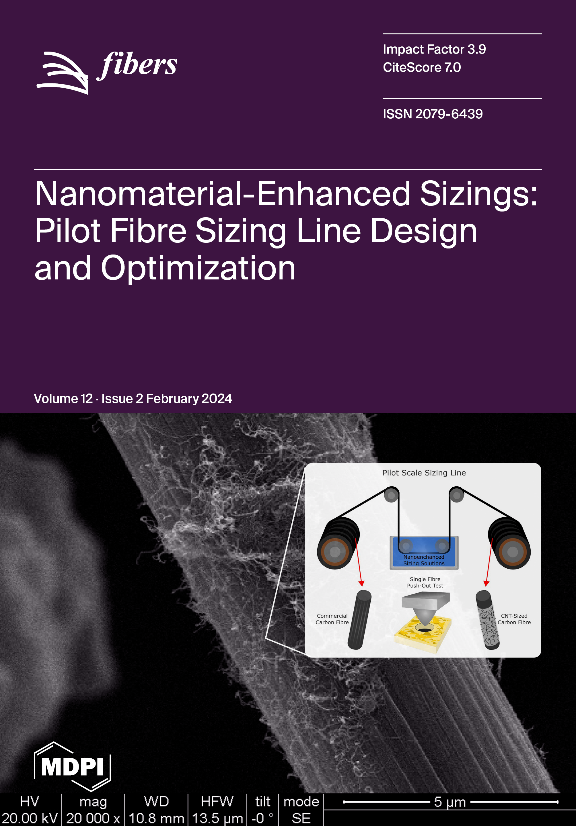 fibers
Impact Factor 3.9
CiteScore 7.0
ISSN 2079-6439
Nanomaterial-Enhanced Sizings:
Pilot Fibre Sizing Line Design
and Optimization
Volume 12 · Issue 2 February 2024
Pilot Scale Sizing Line
Nanoenchanced
Sizing Solutions
Single Fibre
Push-Out Test
Commercial
Carbon Fibre
CNT-Sized
Carbon Fibre
MDPI
HV mag WD HFW tilt mode 5 µm
20.00 kV 20 000 x 10.8 mm 13.5 µm -0 ° SE